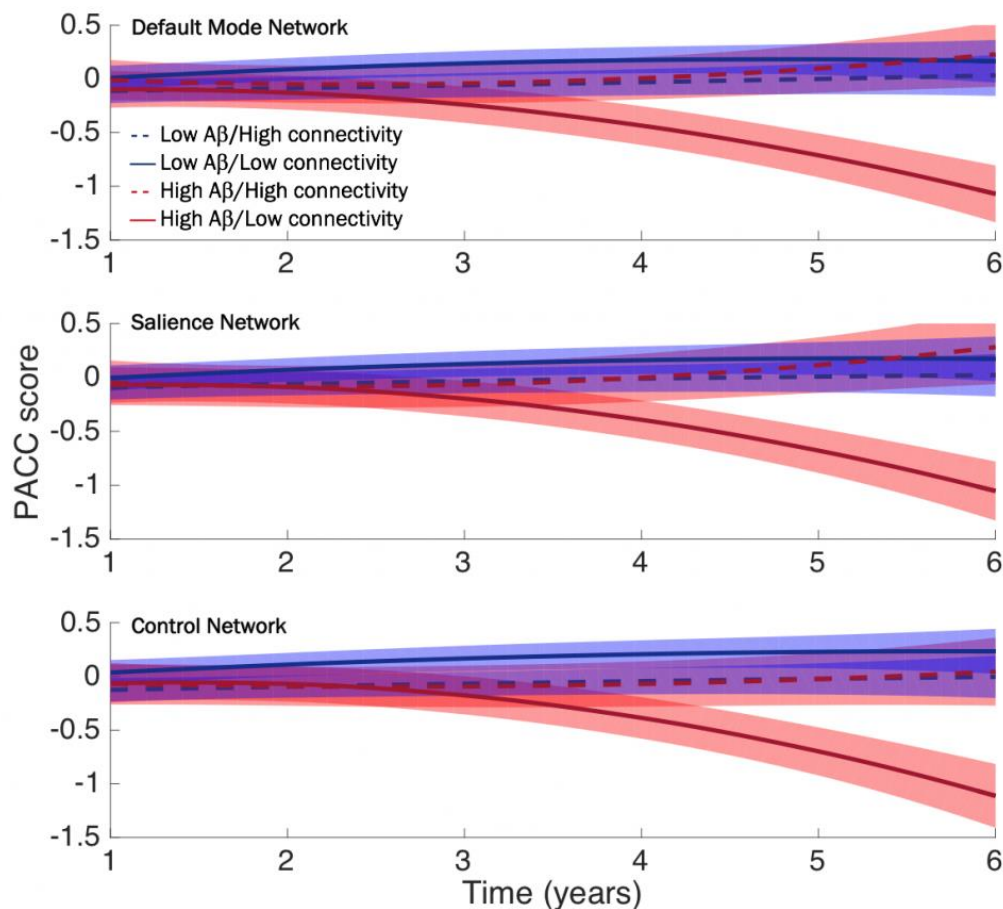 Default Mode Network
0.5
0
-0.5
-1
-1.5
Low Aβ/High connectivity
Low Aβ/Low connectivity
High Aβ/High connectivity
High Aβ/Low connectivity
1 2 3 4 5 6
Salience Network
0.5
0
-0.5
-1
-1.5
1 2 3 4 5 6
PACC score
Control Network
0.5
0
-0.5
-1
-1.5
1 2 3 4 5 6
Time (years)